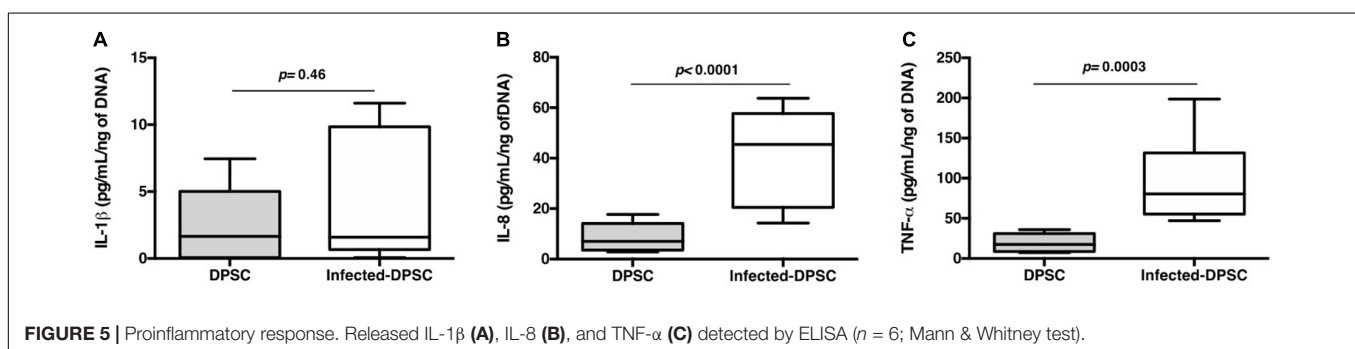 A
IL-1β (pg/mL/ng of DNA)
15
10
5
0
p= 0.46
DPSC
Infected-DPSC
B
IL-8 (pg/mL/ng ofDNA)
80
60
40
20
0
p< 0.0001
DPSC
Infected-DPSC
C
TNF-α (pg/mL/ng of DNA)
250
200
150
100
50
0
p= 0.0003
DPSC
Infected-DPSC
FIGURE 5 | Proinflammatory response. Released IL-1β (A), IL-8 (B), and TNF-α (C) detected by ELISA (n = 6; Mann & Whitney test).